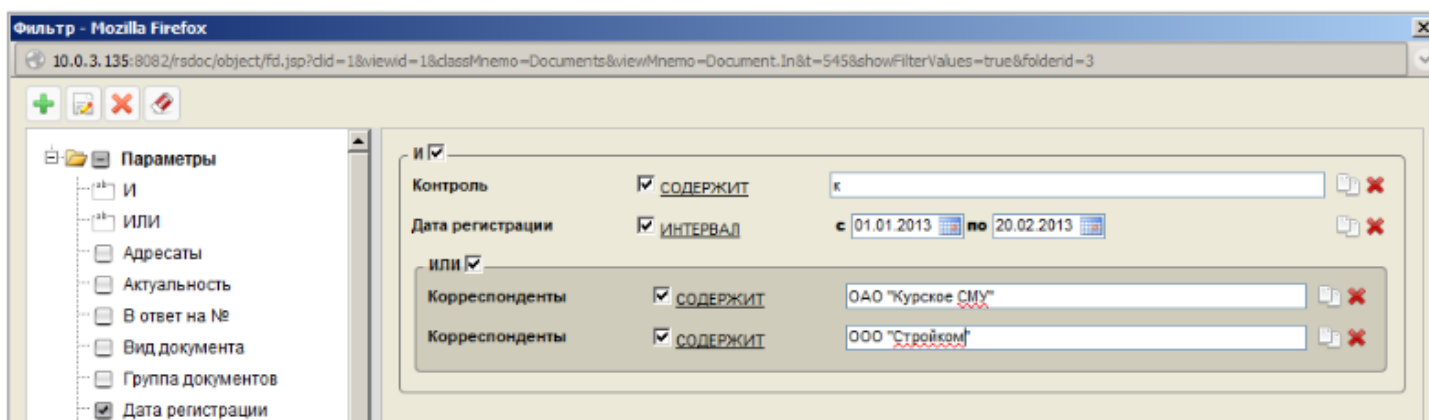 Фильтр - Mozilla Firefox
10.0.3.135:8082/rsdoc/object/fd.jsp?clid=1&viewid=1&classMnemo=Documents&viewMnemo=Document.In&t=545&showFilterValues=true&folderid=3
Параметры
И
ИЛИ
Адресаты
Актуальность
В ответ на №
Вид документа
Группа документов
Дата регистрации
И
Контроль СОДЕРЖИТ к
Дата регистрации ИНТЕРВАЛ с 01.01.2013 по 20.02.2013
ИЛИ
Корреспонденты СОДЕРЖИТ ОАО "Курское СМУ"
Корреспонденты СОДЕРЖИТ ООО "Стройком"